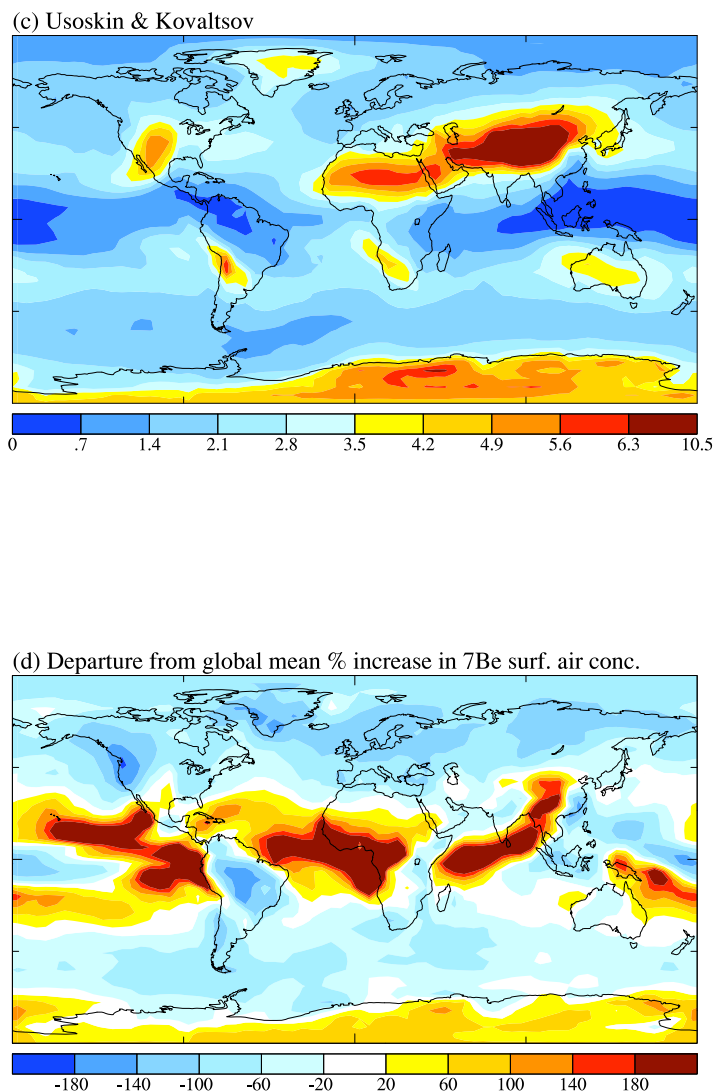 (c) Usoskin & Kovaltsov
0 .7 1.4 2.1 2.8 3.5 4.2 4.9 5.6 6.3 10.5
(d) Departure from global mean % increase in 7Be surf. air conc.
-180 -140 -100 -60 -20 20 60 100 140 180